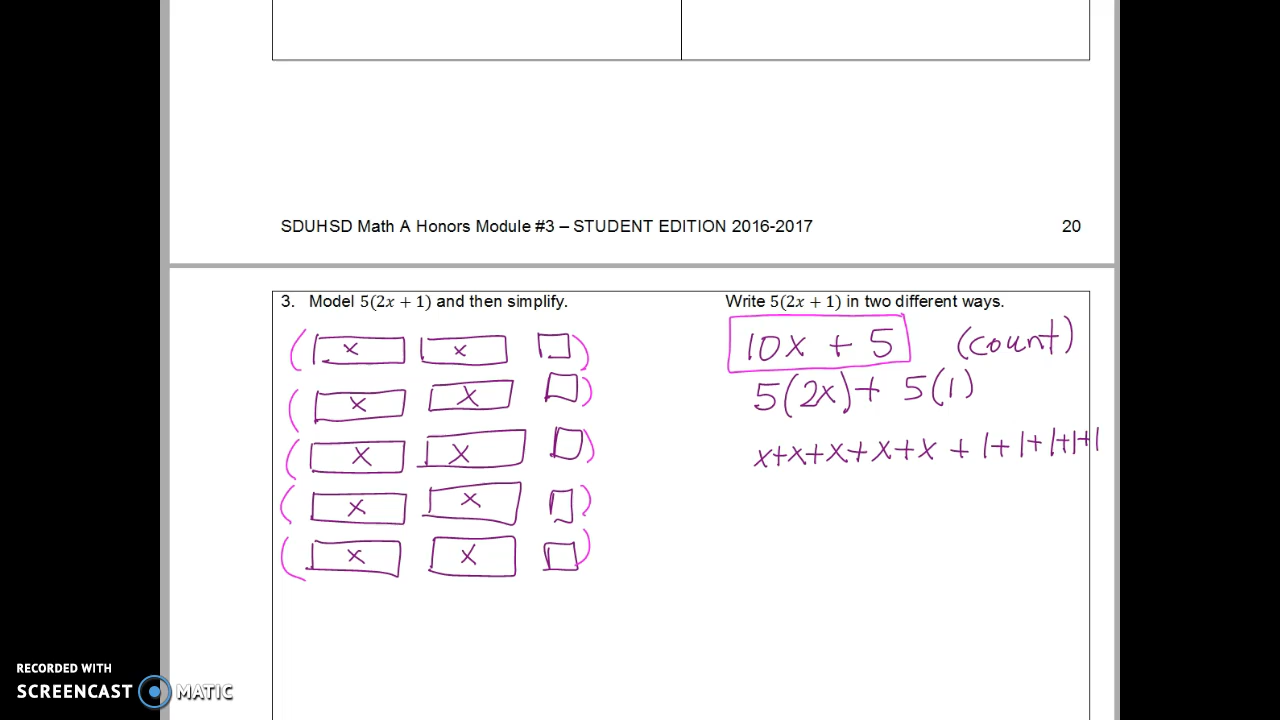 SDUHSD Math A Honors Module #3 – STUDENT EDITION 2016-2017 20
3. Model 5(2x + 1) and then simplify.
Write 5(2x + 1) in two different ways.
( x x )
( x x )
( x x )
( x x )
( x x )
10x + 5 (count)
5(2x) + 5(1)
x+x+x+x+x + 1+1+1+1+1
RECORDED WITH
SCREENCAST MATIC